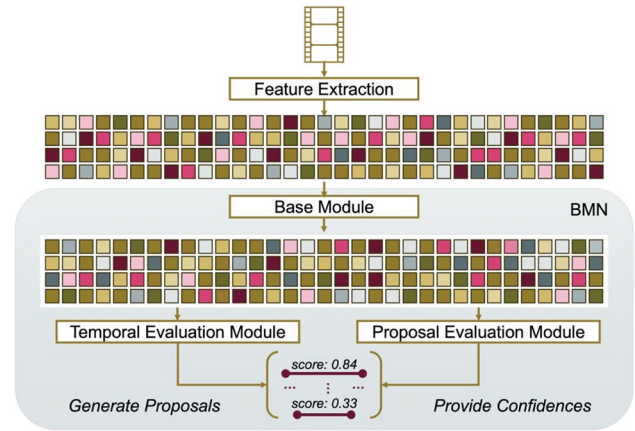 Feature Extraction
Base Module
BMN
Temporal Evaluation Module
Proposal Evaluation Module
score: 0.84
... ⋮ ...
score: 0.33
Generate Proposals
Provide Confidences